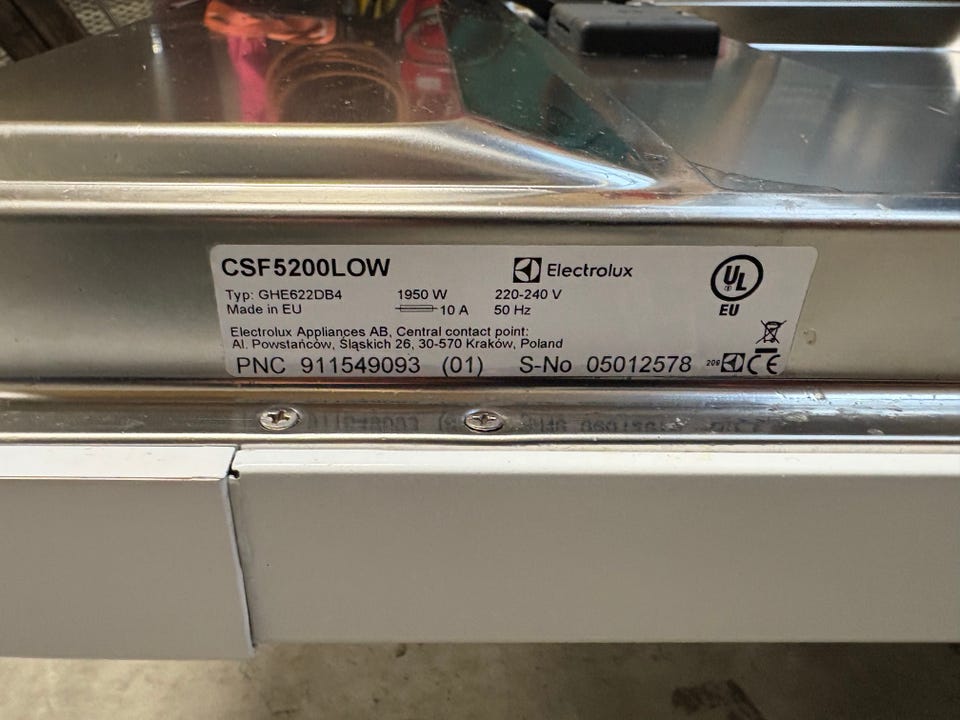 CSF5200LOW
Electrolux
UL
EU
Typ: GHE622DB4 1950 W 220-240 V
Made in EU 10 A 50 Hz
Electrolux Appliances AB, Central contact point:
Al. Powstańców, Śląskich 26, 30-570 Kraków, Poland
PNC 911549093 (01) S-No 05012578 206 CE